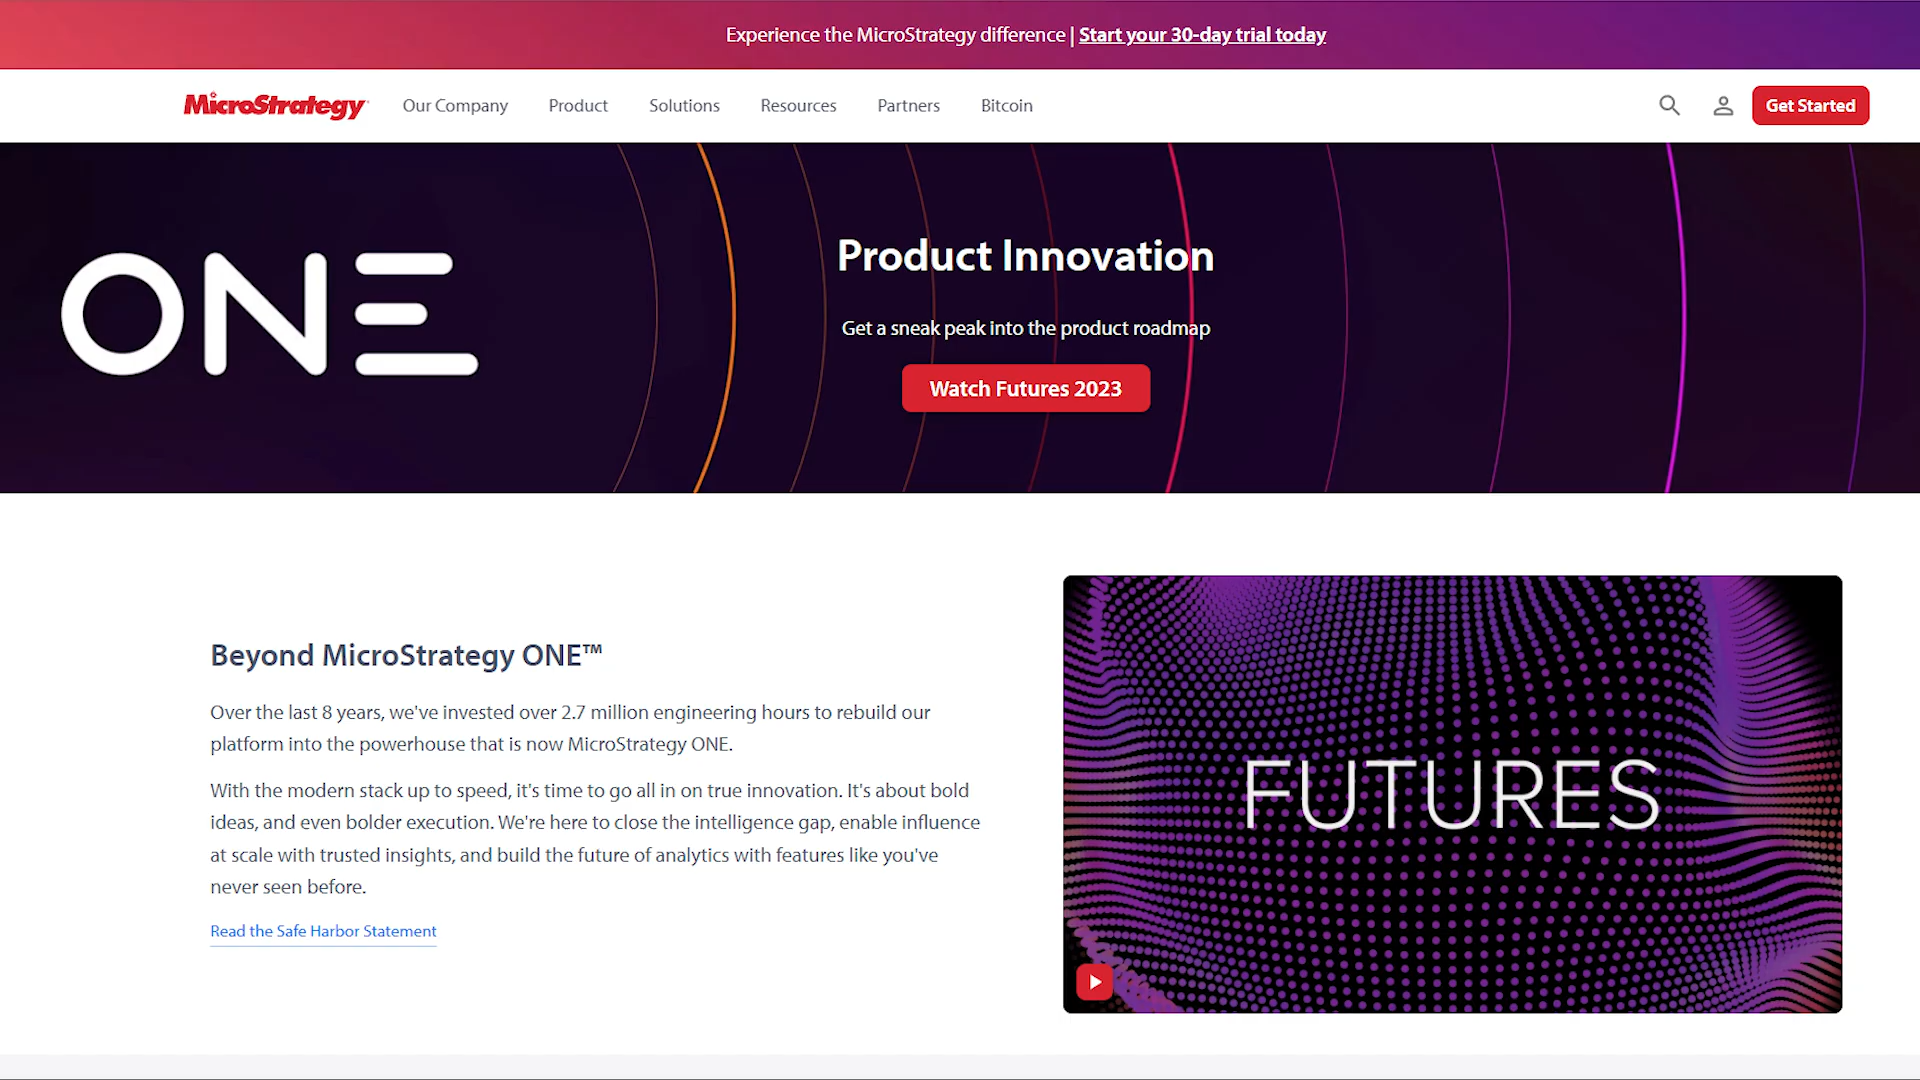 Experience the MicroStrategy difference | Start your 30-day trial today
MicroStrategy
Our Company
Product
Solutions
Resources
Partners
Bitcoin
Get Started
ONE
Product Innovation
Get a sneak peak into the product roadmap
Watch Futures 2023
Beyond MicroStrategy ONE™
Over the last 8 years, we've invested over 2.7 million engineering hours to rebuild our
platform into the powerhouse that is now MicroStrategy ONE.
With the modern stack up to speed, it's time to go all in on true innovation. It's about bold
ideas, and even bolder execution. We're here to close the intelligence gap, enable influence
at scale with trusted insights, and build the future of analytics with features like you've
never seen before.
Read the Safe Harbor Statement
FUTURES